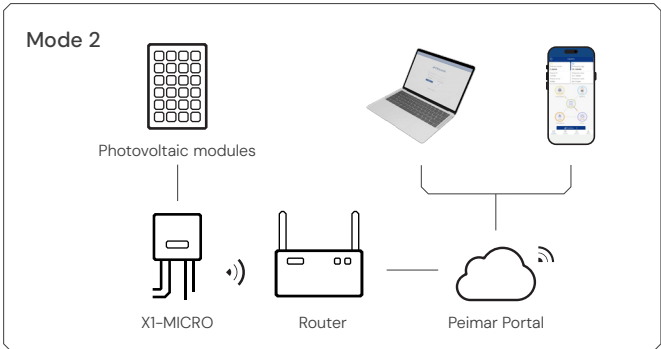 Mode 2
Photovoltaic modules
X1-MICRO
Router
Peimar Portal